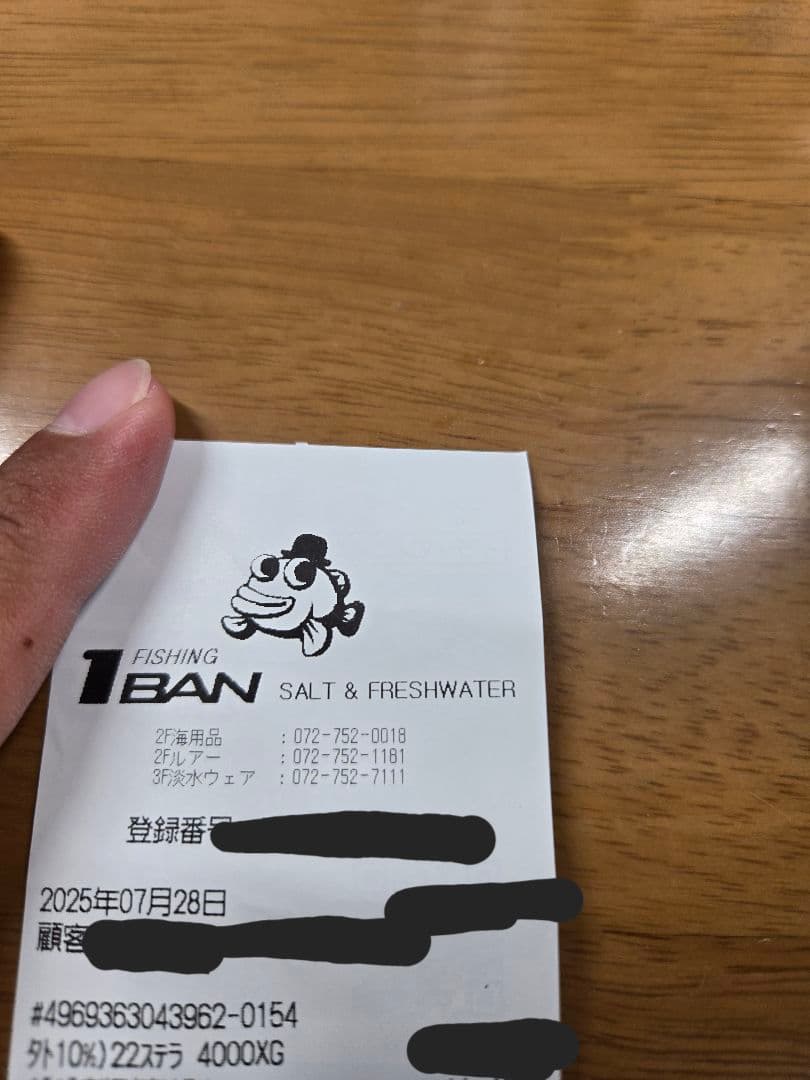 FISHING
1BAN SALT & FRESHWATER
2F海用品 : 072-752-0018
2Fルアー : 072-752-1181
3F淡水ウェア : 072-752-7111
登録番号
2025年07月28日
顧客
#4969363043962-0154
外10%)22ステラ 4000XG